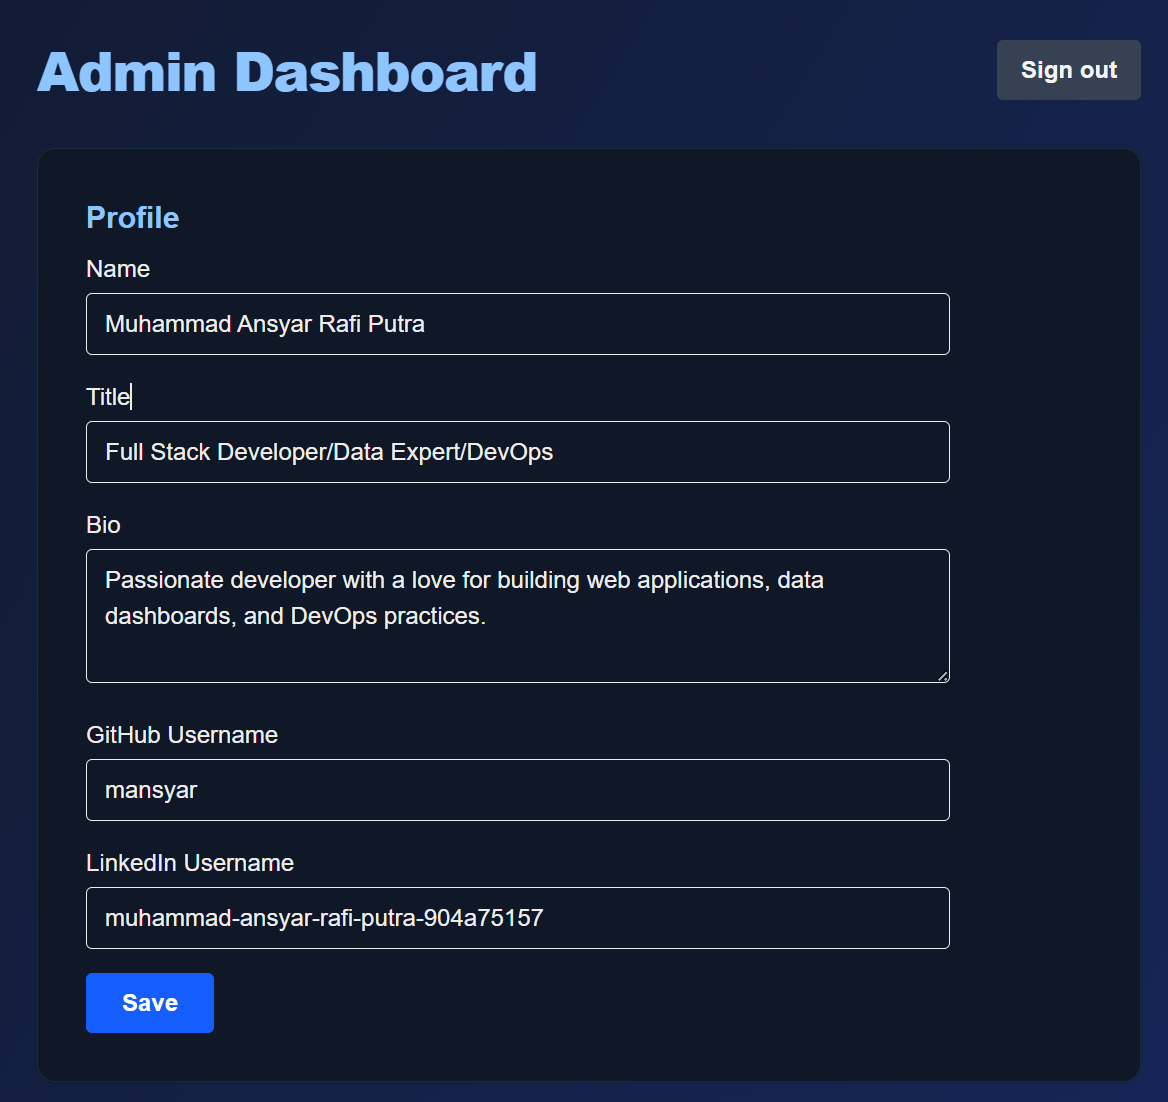 Admin Dashboard
Sign out
Profile
Name
Muhammad Ansyar Rafi Putra
Title
Full Stack Developer/Data Expert/DevOps
Bio
Passionate developer with a love for building web applications, data
dashboards, and DevOps practices.
GitHub Username
mansyar
LinkedIn Username
muhammad-ansyar-rafi-putra-904a75157
Save